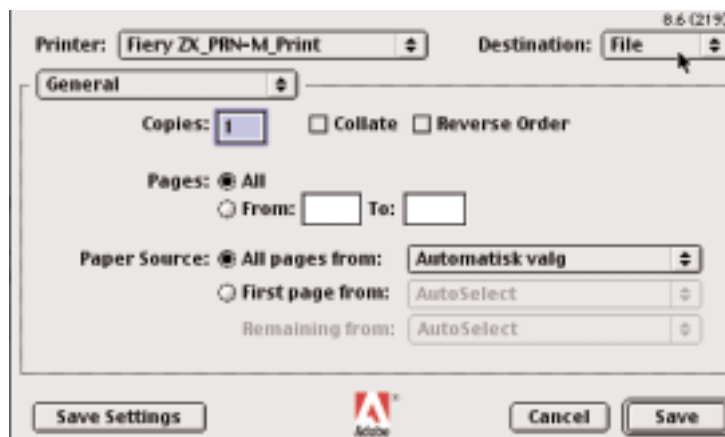 8.6 (219)
Printer: Fiery ZX_PRN-M_Print Destination: File
General
Copies: 1 Collate Reverse Order
Pages: All
From: To:
Paper Source: All pages from: Automatisk valg
First page from: AutoSelect
Remaining from: AutoSelect
Save Settings Adobe Cancel Save